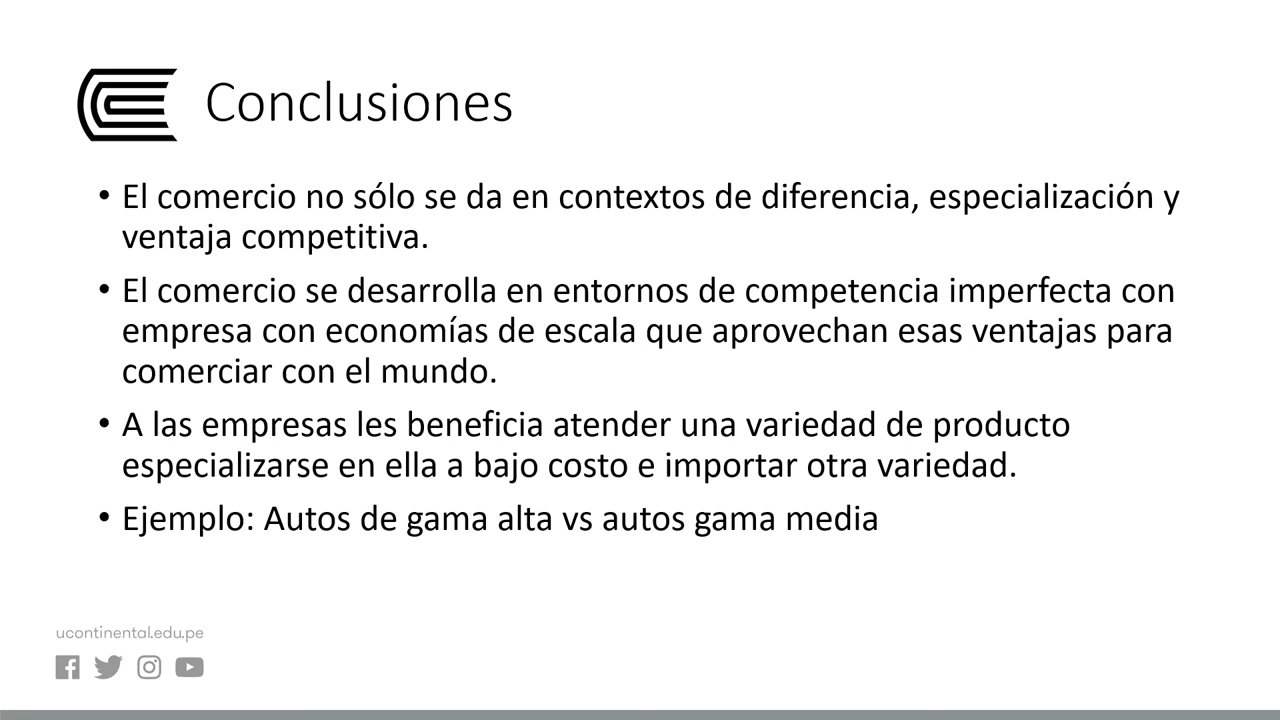 Conclusiones
• El comercio no sólo se da en contextos de diferencia, especialización y
ventaja competitiva.
• El comercio se desarrolla en entornos de competencia imperfecta con
empresa con economías de escala que aprovechan esas ventajas para
comerciar con el mundo.
• A las empresas les beneficia atender una variedad de producto
especializarse en ella a bajo costo e importar otra variedad.
• Ejemplo: Autos de gama alta vs autos gama media
ucontinental.edu.pe